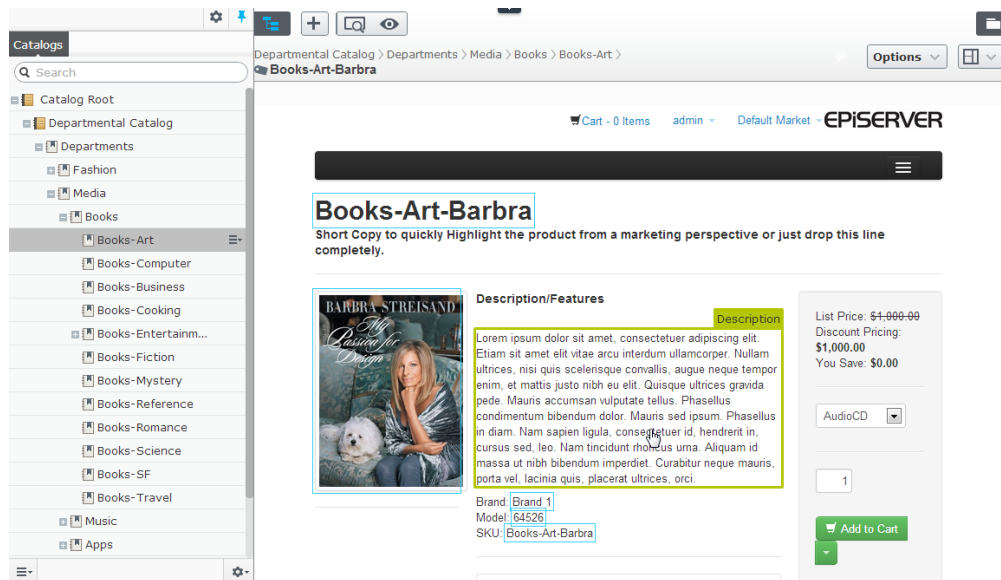 Catalogs
Search
Catalog Root
Departmental Catalog
Departments
Fashion
Media
Books
Books-Art
Books-Computer
Books-Business
Books-Cooking
Books-Entertainm...
Books-Fiction
Books-Mystery
Books-Reference
Books-Romance
Books-Science
Books-SF
Books-Travel
Music
Apps
Departmental Catalog > Departments > Media > Books > Books-Art >
Books-Art-Barbra
Options
Cart - 0 Items admin Default Market EPiSERVER
Books-Art-Barbra
Short Copy to quickly Highlight the product from a marketing perspective or just drop this line
completely.
BARBRA STREISAND
My
Passion for
Design
Description/Features
Description
Lorem ipsum dolor sit amet, consectetuer adipiscing elit.
Etiam sit amet elit vitae arcu interdum ullamcorper. Nullam
ultrices, nisi quis scelerisque convallis, augue neque tempor
enim, et mattis justo nibh eu elit. Quisque ultrices gravida
pede. Mauris accumsan vulputate tellus. Phasellus
condimentum bibendum dolor. Mauris sed ipsum. Phasellus
in diam. Nam sapien ligula, consectetuer id, hendrerit in,
cursus sed, leo. Nam tincidunt rhoncus urna. Aliquam id
massa ut nibh bibendum imperdiet. Curabitur neque mauris,
porta vel, lacinia quis, placerat ultrices, orci.
Brand: Brand 1
Model: 64526
SKU: Books-Art-Barbra
List Price: $1,000.00
Discount Pricing:
$1,000.00
You Save: $0.00
AudioCD
1
Add to Cart